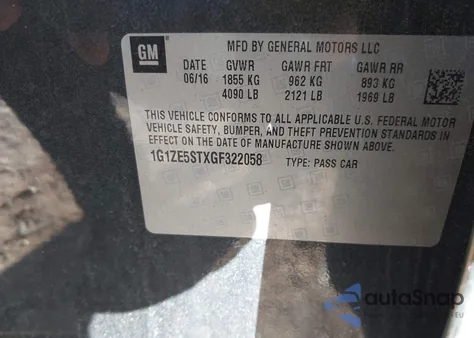 GM
MFD BY GENERAL MOTORS LLC
DATE GVWR GAWR FRT GAWR RR
06/16 1855 KG 962 KG 893 KG
4090 LB 2121 LB 1969 LB
THIS VEHICLE CONFORMS TO ALL APPLICABLE U.S. FEDERAL MOTOR
VEHICLE SAFETY, BUMPER, AND THEFT PREVENTION STANDARDS IN
EFFECT ON THE DATE OF MANUFACTURE SHOWN ABOVE.
1G1ZE5STXGF322058 TYPE: PASS CAR
autoSnap